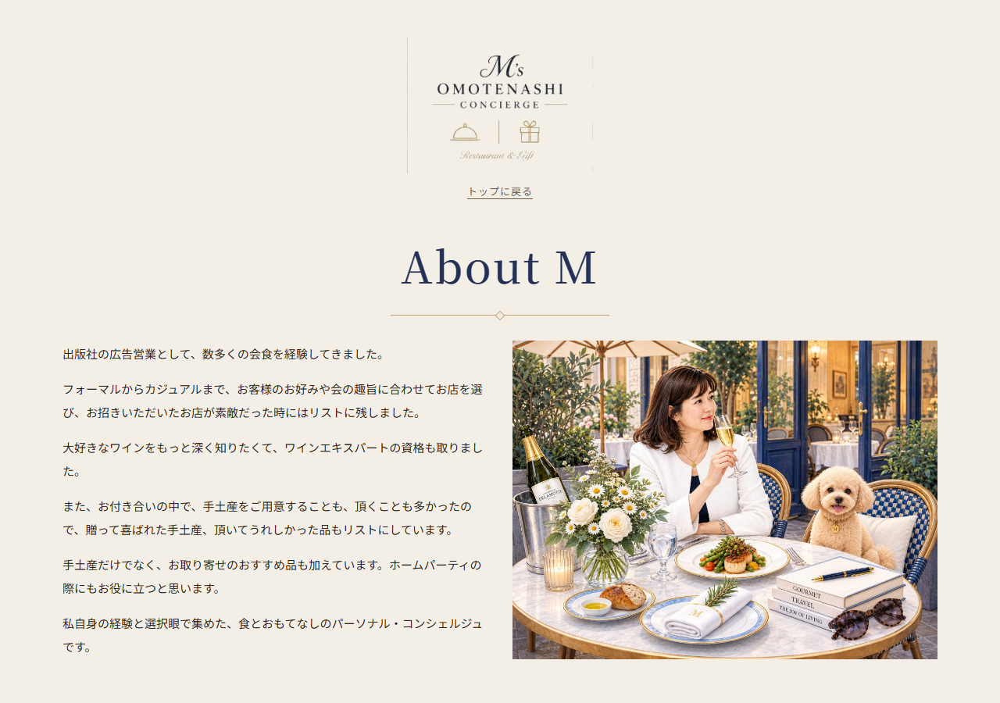 M's
OMOTENASHI
CONCIERGE
Restaurant & Gift
トップに戻る
About M
出版社の広告営業として、数多くの会食を経験してきました。
フォーマルからカジュアルまで、お客様のお好みや会の趣旨に合わせてお店を選
び、お招きいただいたお店が素敵だった時にはリストに残しました。
大好きなワインをもっと深く知りたくて、ワインエキスパートの資格も取りまし
た。
また、お付き合いの中で、手土産をご用意することも、頂くことも多かったの
で、贈って喜ばれた手土産、頂いてうれしかった品もリストにしています。
手土産だけでなく、お取り寄せのおすすめ品も加えています。ホームパーティの
際にもお役に立つと思います。
私自身の経験と選択眼で集めた、食とおもてなしのパーソナル・コンシェルジュ
です。
DELAMOTTE
M
GOURMET
TRAVEL
THE JOY OF LIVING
M